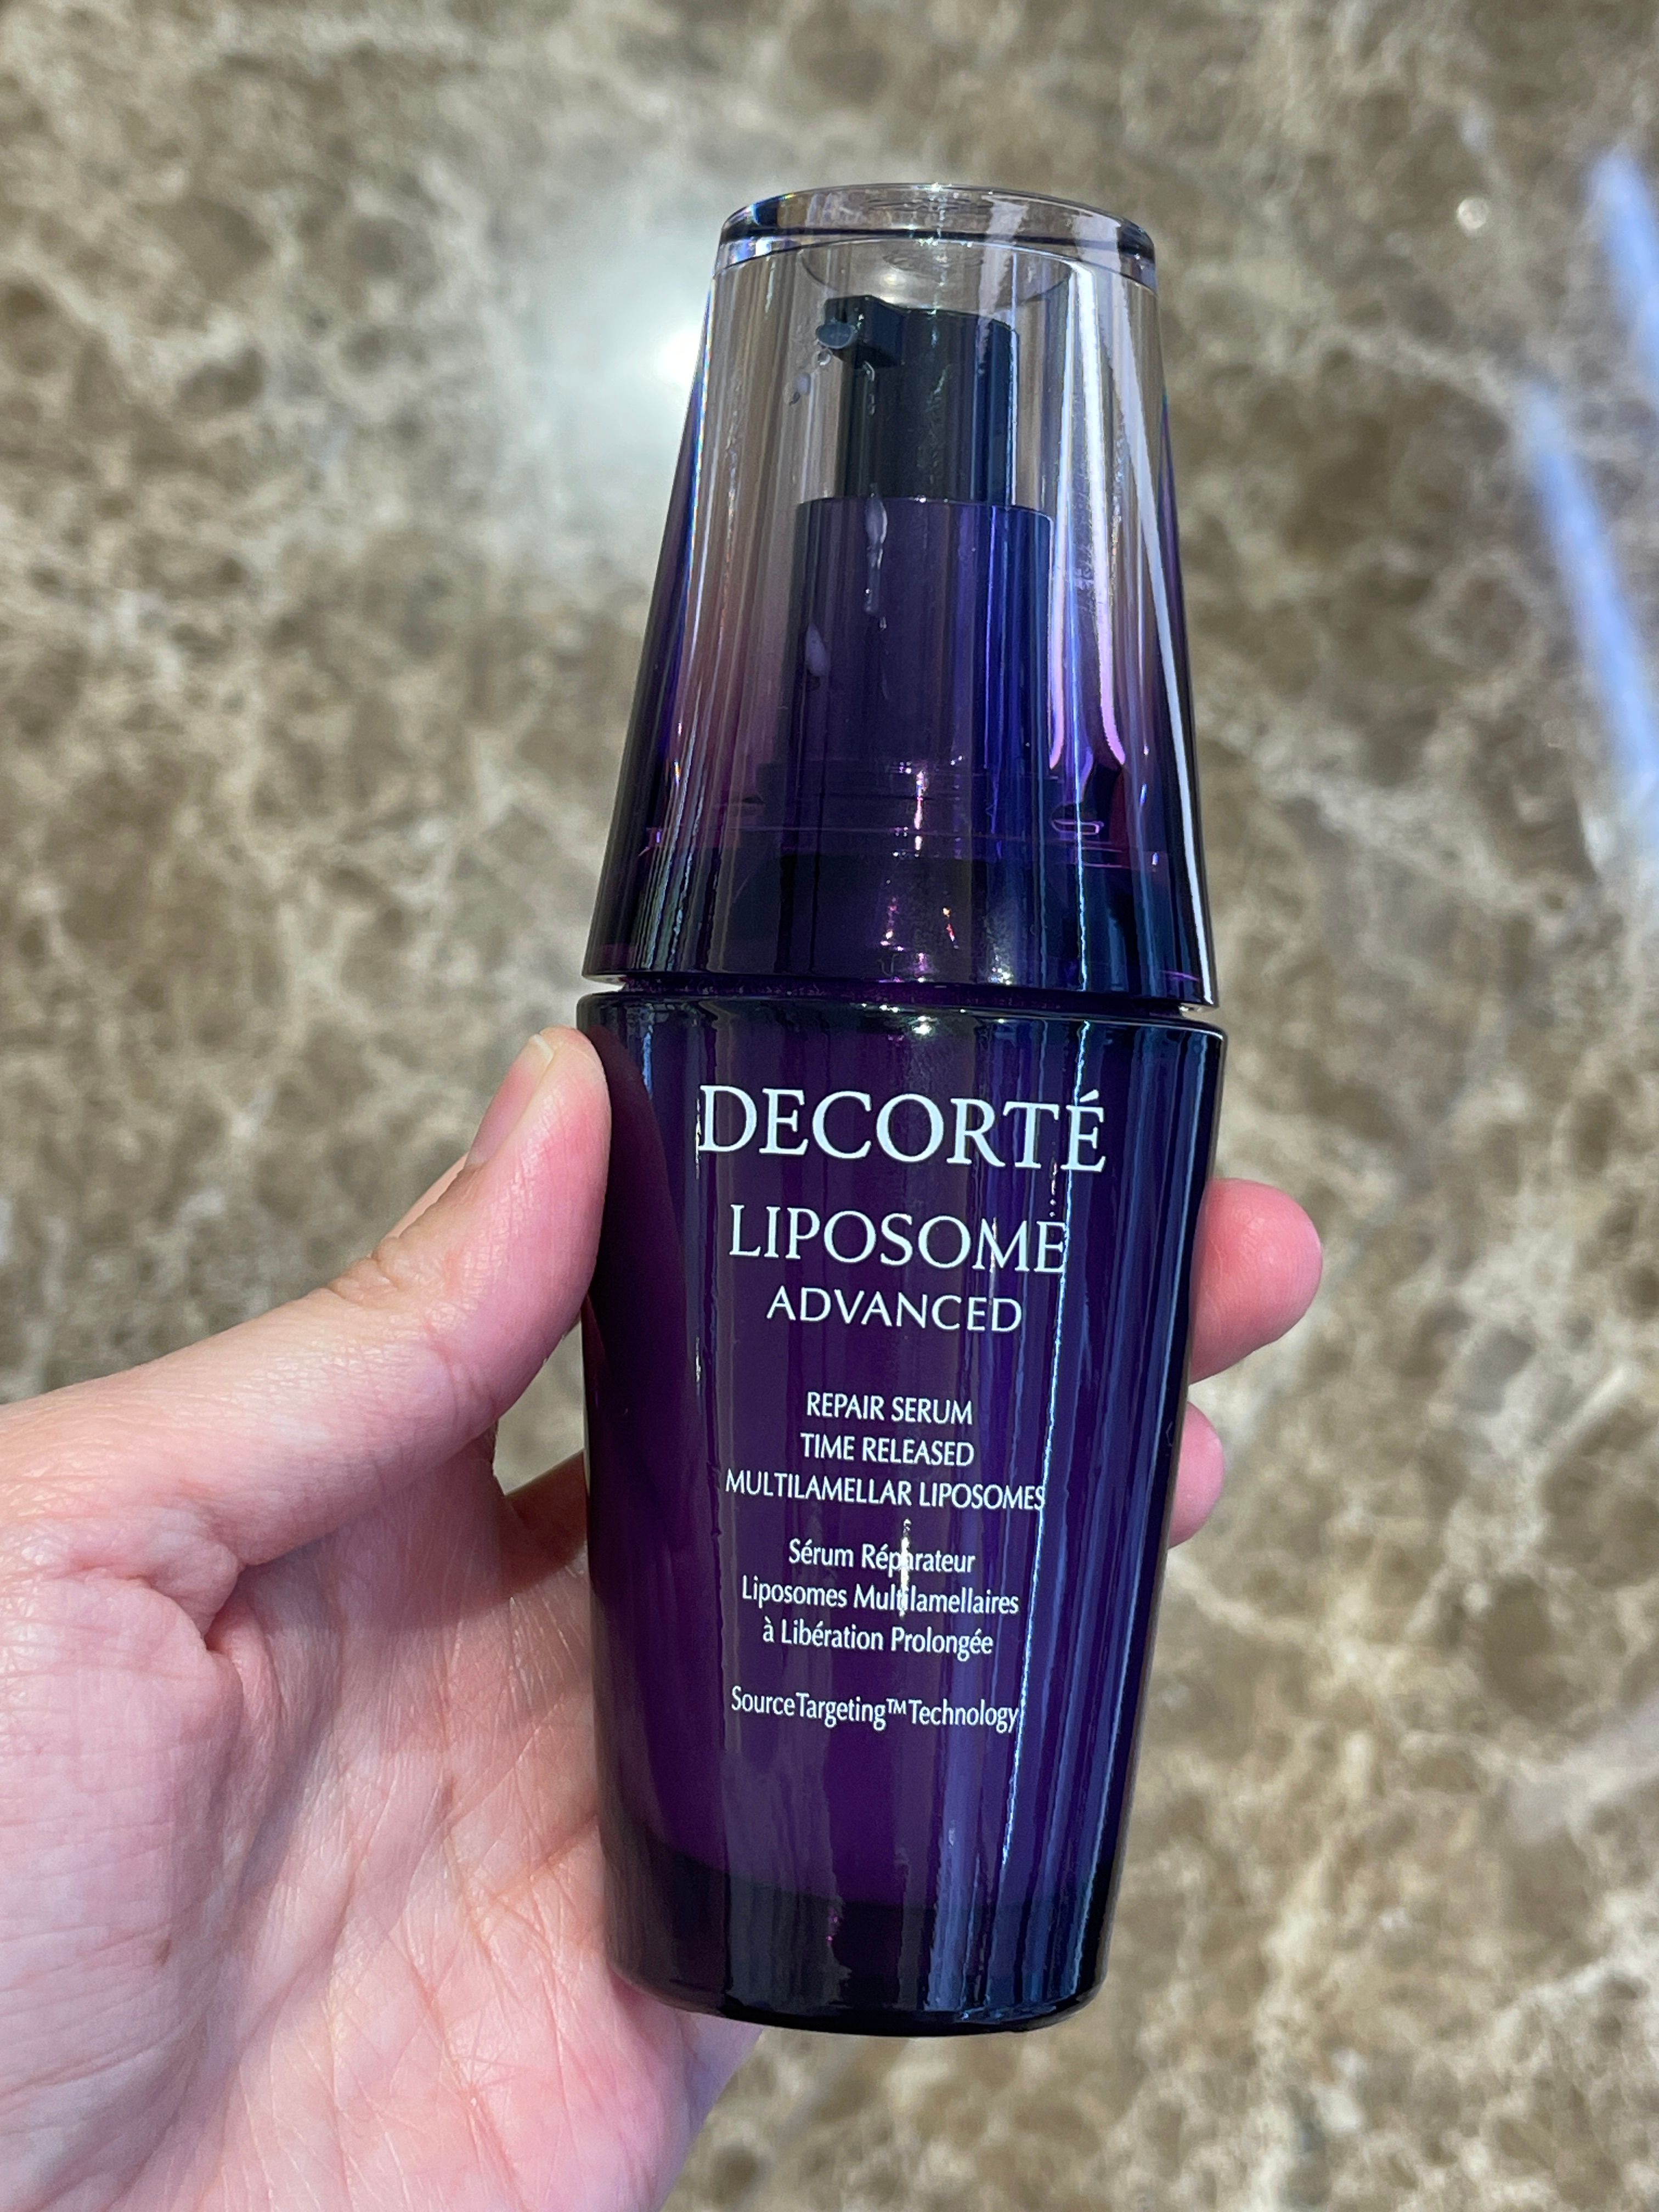 DECORTÉ
LIPOSOME
ADVANCED
REPAIR SERUM
TIME RELEASED
MULTILAMELLAR LIPOSOMES
Sérum Réparateur
Liposomes Multilamellaires
à Libération Prolongée
SourceTargeting™Technology